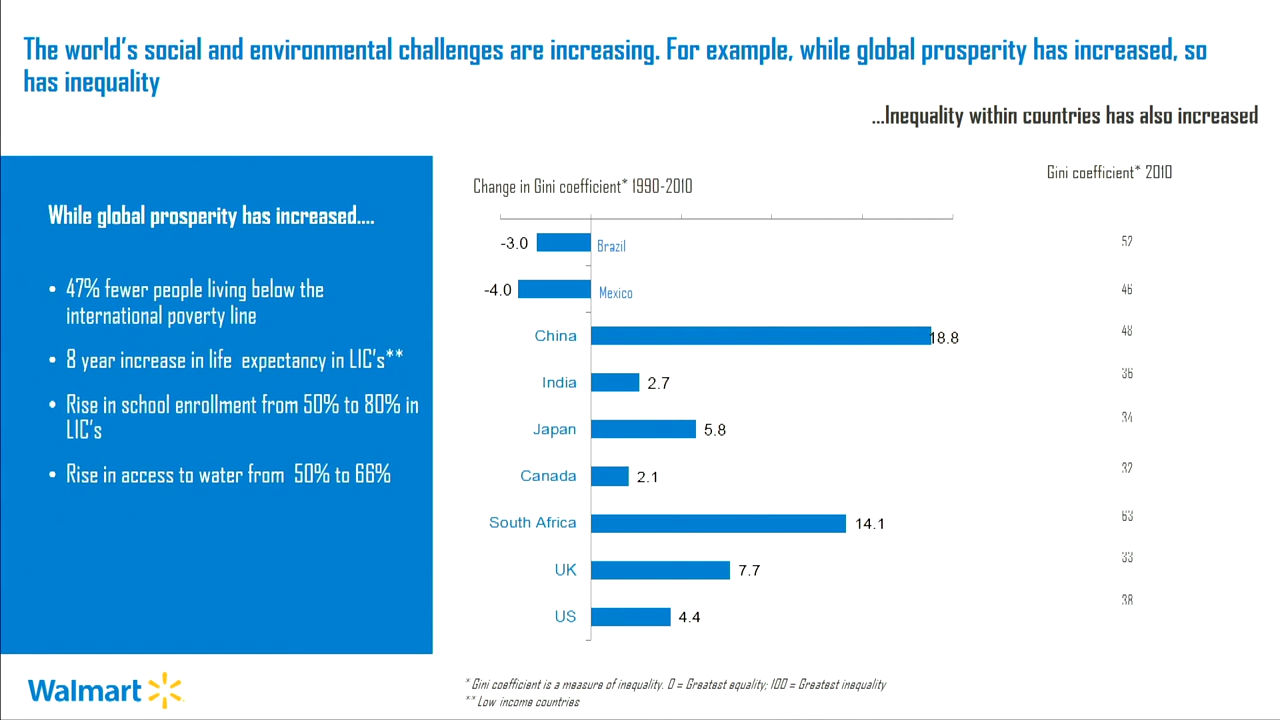 The world's social and environmental challenges are increasing. For example, while global prosperity has increased, so
has inequality
...Inequality within countries has also increased
While global prosperity has increased....
• 47% fewer people living below the
international poverty line
• 8 year increase in life expectancy in LIC's**
• Rise in school enrollment from 50% to 80% in
LIC's
• Rise in access to water from 50% to 66%
Change in Gini coefficient* 1990-2010
Gini coefficient* 2010
-3.0 Brazil 52
-4.0 Mexico 46
China 18.8 48
India 2.7 36
Japan 5.8 34
Canada 2.1 32
South Africa 14.1 63
UK 7.7 33
US 4.4 38
* Gini coefficient is a measure of inequality. 0 = Greatest equality; 100 = Greatest inequality
** Low income countries
Walmart